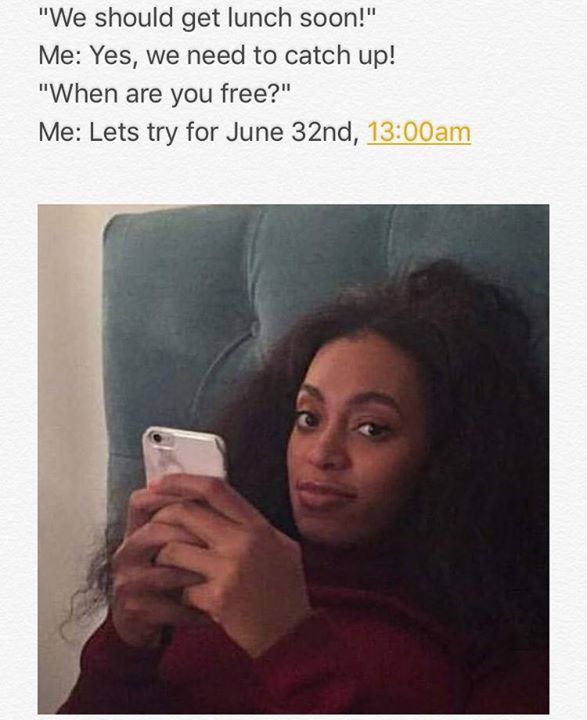 "We should get lunch soon!"
Me: Yes, we need to catch up!
"When are you free?"
Me: Lets try for June 32nd, 13:00am